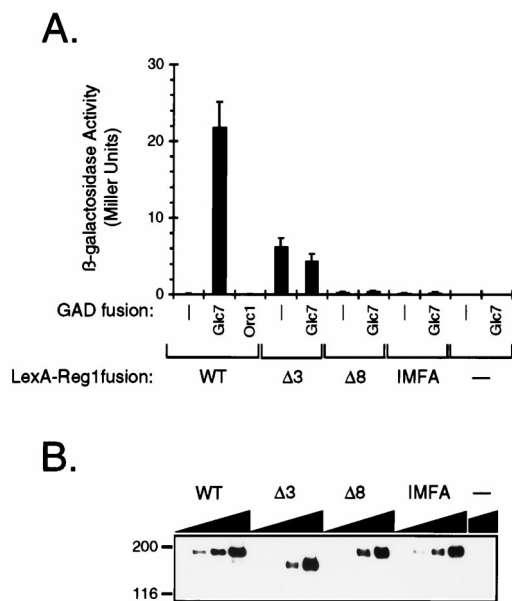 A.
30
20
10
0
ß-galactosidase Activity
(Miller Units)
GAD fusion: — Glc7 Orc1 — Glc7 — Glc7 — Glc7 — Glc7
LexA-Reg1fusion: WT Δ3 Δ8 IMFA —
B.
WT Δ3 Δ8 IMFA —
200
116